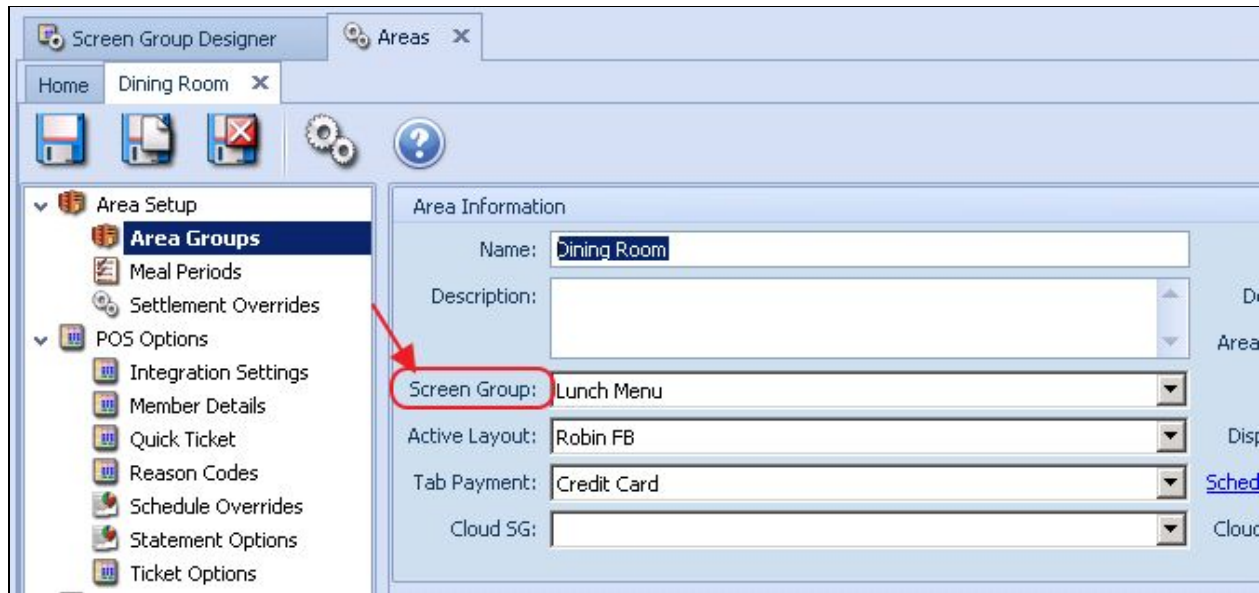 Screen Group Designer
Areas
Home
Dining Room
Area Setup
Area Groups
Meal Periods
Settlement Overrides
POS Options
Integration Settings
Member Details
Quick Ticket
Reason Codes
Schedule Overrides
Statement Options
Ticket Options
Area Information
Name: Dining Room
Description:
Area
Screen Group: Lunch Menu
Active Layout: Robin FB
Tab Payment: Credit Card
Cloud SG: